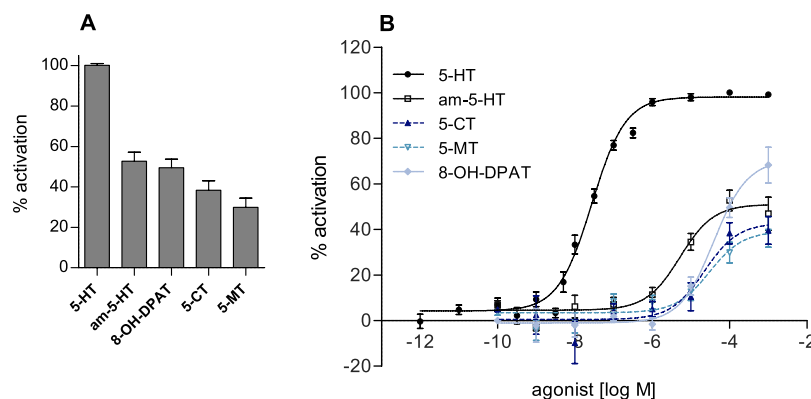 A
% activation
100
80
60
40
20
0
5-HT
am-5-HT
8-OH-DPAT
5-CT
5-MT
B
% activation
120
100
80
60
40
20
0
-20
5-HT
am-5-HT
5-CT
5-MT
8-OH-DPAT
-12
-10
-8
-6
-4
-2
agonist [log M]